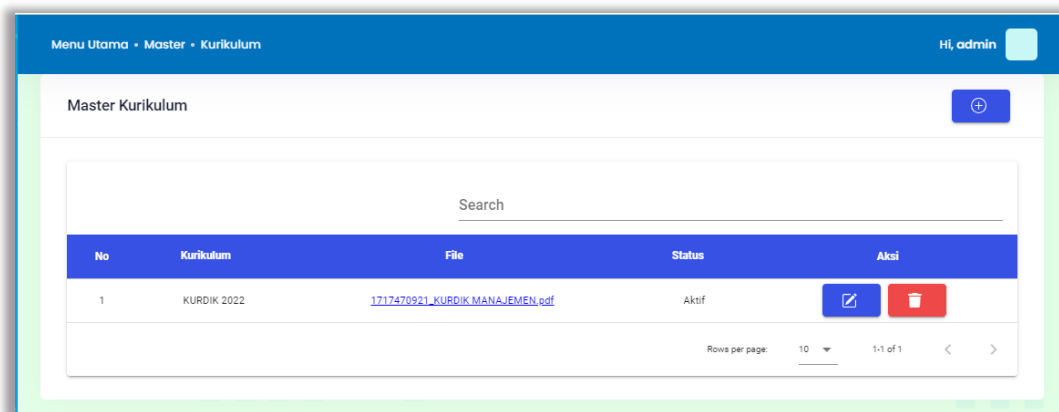 Menu Utama • Master • Kurikulum Hi, admin
Master Kurikulum
Search
No Kurikulum File Status Aksi
1 KURDIK 2022 1717470921_KURDIK MANAJEMEN.pdf Aktif
Rows per page: 10 1-1 of 1